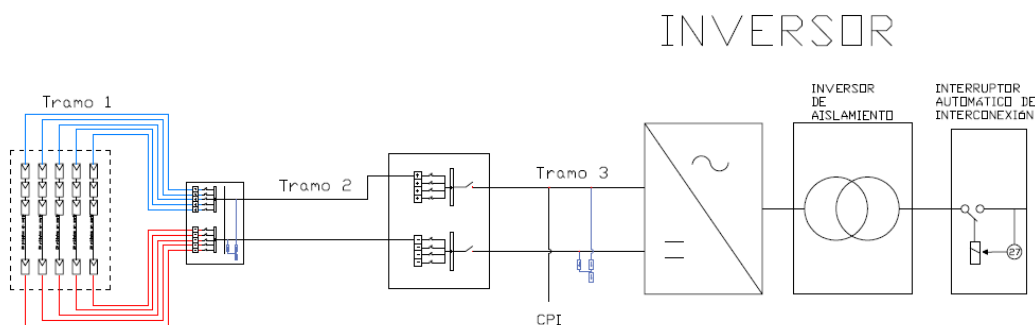 INVERSOR
Tramo 1
Tramo 2
Tramo 3
INVERSOR
DE
AISLAMIENTO
INTERRUPTOR
AUTOMÁTICO DE
INTERCONEXIÓN
27
CPI